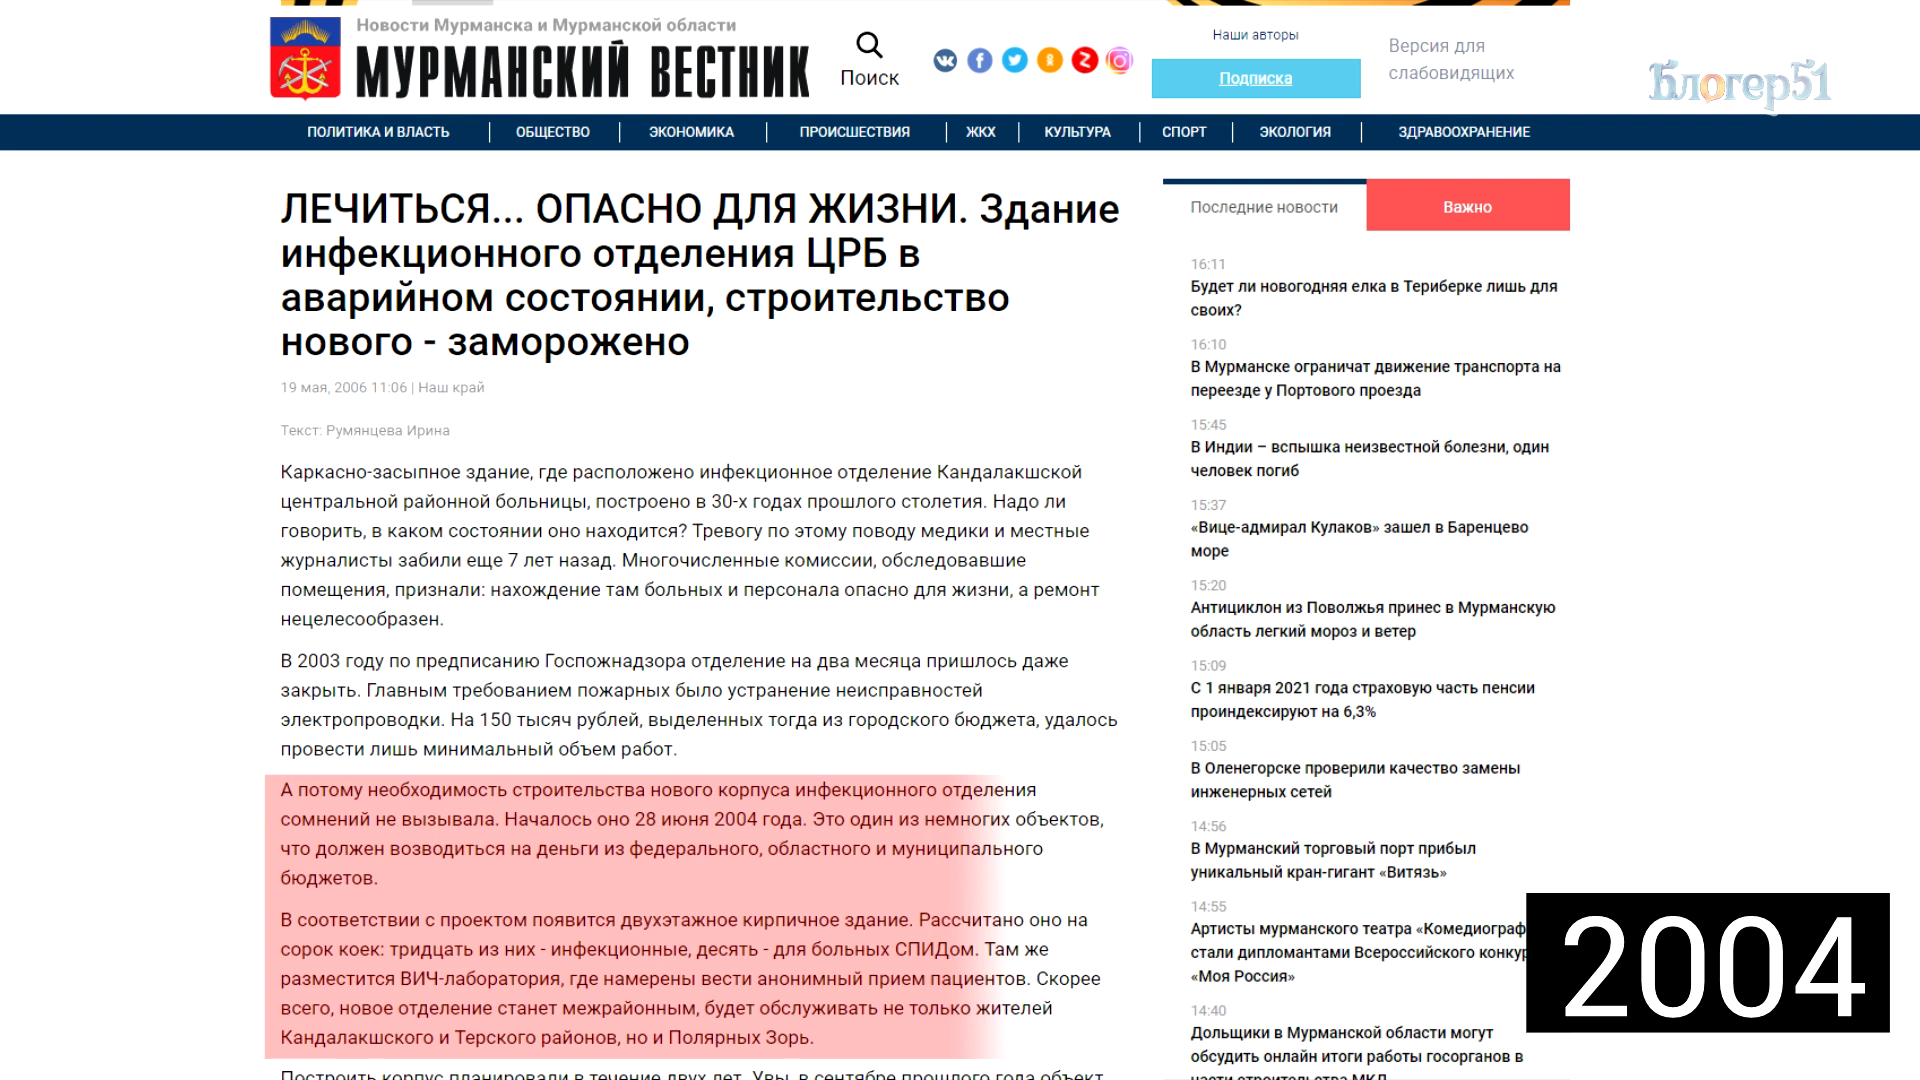 Новости Мурманска и Мурманской области
МУРМАНСКИЙ ВЕСТНИК
Поиск
Наши авторы
Подписка
Версия для
слабовидящих
Блогер51
ПОЛИТИКА И ВЛАСТЬ
ОБЩЕСТВО
ЭКОНОМИКА
ПРОИСШЕСТВИЯ
ЖКХ
КУЛЬТУРА
СПОРТ
ЭКОЛОГИЯ
ЗДРАВООХРАНЕНИЕ
ЛЕЧИТЬСЯ... ОПАСНО ДЛЯ ЖИЗНИ. Здание
инфекционного отделения ЦРБ в
аварийном состоянии, строительство
нового - заморожено
19 мая, 2006 11:06 | Наш край
Текст: Румянцева Ирина
Каркасно-засыпное здание, где расположено инфекционное отделение Кандалакшской
центральной районной больницы, построено в 30-х годах прошлого столетия. Надо ли
говорить, в каком состоянии оно находится? Тревогу по этому поводу медики и местные
журналисты забили еще 7 лет назад. Многочисленные комиссии, обследовавшие
помещения, признали: нахождение там больных и персонала опасно для жизни, а ремонт
нецелесообразен.
В 2003 году по предписанию Госпожнадзора отделение на два месяца пришлось даже
закрыть. Главным требованием пожарных было устранение неисправностей
электропроводки. На 150 тысяч рублей, выделенных тогда из городского бюджета, удалось
провести лишь минимальный объем работ.
А потому необходимость строительства нового корпуса инфекционного отделения
сомнений не вызывала. Началось оно 28 июня 2004 года. Это один из немногих объектов,
что должен возводиться на деньги из федерального, областного и муниципального
бюджетов.
В соответствии с проектом появится двухэтажное кирпичное здание. Рассчитано оно на
сорок коек: тридцать из них - инфекционные, десять - для больных СПИДом. Там же
разместится ВИЧ-лаборатория, где намерены вести анонимный прием пациентов. Скорее
всего, новое отделение станет межрайонным, будет обслуживать не только жителей
Кандалакшского и Терского районов, но и Полярных Зорь.
Построить корпус планировали в течение двух лет. Увы, в сентябре прошлого года объект
Последние новости
Важно
16:11
Будет ли новогодняя елка в Териберке лишь для
своих?
16:10
В Мурманске ограничат движение транспорта на
переезде у Портового проезда
15:45
В Индии – вспышка неизвестной болезни, один
человек погиб
15:37
«Вице-адмирал Кулаков» зашел в Баренцево
море
15:20
Антициклон из Поволжья принес в Мурманскую
область легкий мороз и ветер
15:09
С 1 января 2021 года страховую часть пенсии
проиндексируют на 6,3%
15:05
В Оленегорске проверили качество замены
инженерных сетей
14:56
В Мурманский торговый порт прибыл
уникальный кран-гигант «Витязь»
14:55
Артисты мурманского театра «Комедиограф
стали дипломантами Всероссийского конкур
«Моя Россия»
14:40
Дольщики в Мурманской области могут
обсудить онлайн итоги работы госорганов в
части строительства МКД
2004